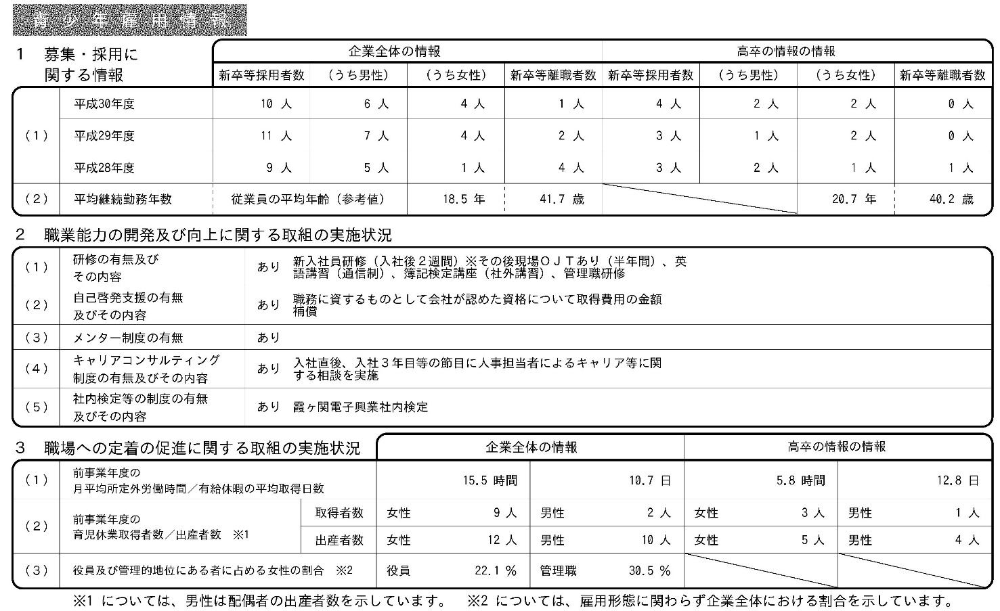 青少年雇用情報
1 募集・採用に
関する情報
企業全体の情報 高卒の情報の情報
新卒等採用者数 (うち男性) (うち女性) 新卒等離職者数 新卒等採用者数 (うち男性) (うち女性) 新卒等離職者数
(1)
平成30年度 10 人 6 人 4 人 1 人 4 人 2 人 2 人 0 人
平成29年度 11 人 7 人 4 人 2 人 3 人 1 人 2 人 0 人
平成28年度 9 人 5 人 1 人 4 人 3 人 2 人 1 人 1 人
(2) 平均継続勤務年数 従業員の平均年齢(参考値) 18.5 年 41.7 歳 20.7 年 40.2 歳
2 職業能力の開発及び向上に関する取組の実施状況
(1) 研修の有無及び
その内容
あり 新入社員研修(入社後2週間)※その後現場OJTあり(半年間)、英
語講習(通信制)、簿記検定講座(社外講習)、管理職研修
(2) 自己啓発支援の有無
及びその内容
あり 職務に資するものとして会社が認めた資格について取得費用の金額
補償
(3) メンター制度の有無 あり
(4) キャリアコンサルティング
制度の有無及びその内容
あり 入社直後、入社3年目等の節目に人事担当者によるキャリア等に関
する相談を実施
(5) 社内検定等の制度の有無
及びその内容
あり 霞ヶ関電子興業社内検定
3 職場への定着の促進に関する取組の実施状況 企業全体の情報 高卒の情報の情報
(1) 前事業年度の
月平均所定外労働時間/有給休暇の平均取得日数
15.5 時間 10.7 日 5.8 時間 12.8 日
(2) 前事業年度の
育児休業取得者数/出産者数 ※1
取得者数 女性 9 人 男性 2 人 女性 3 人 男性 1 人
出産者数 女性 12 人 男性 10 人 女性 5 人 男性 4 人
(3) 役員及び管理的地位にある者に占める女性の割合 ※2 役員 22.1 % 管理職 30.5 %
※1 については、男性は配偶者の出産者数を示しています。 ※2 については、雇用形態に関わらず企業全体における割合を示しています。